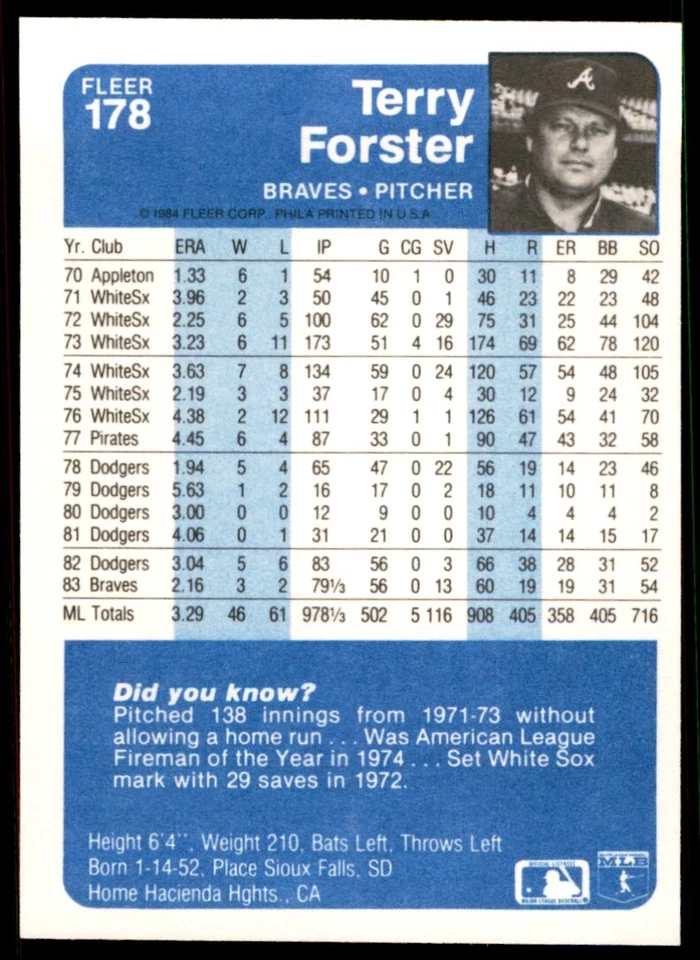 FLEER
178
Terry
Forster
BRAVES • PITCHER
© 1984 FLEER CORP. PHILA PRINTED IN U.S.A.
A
Yr. Club ERA W L IP G CG SV H R ER BB SO
70 Appleton 1.33 6 1 54 10 1 0 30 11 8 29 42
71 WhiteSx 3.96 2 3 50 45 0 1 46 23 22 23 48
72 WhiteSx 2.25 6 5 100 62 0 29 75 31 25 44 104
73 WhiteSx 3.23 6 11 173 51 4 16 174 69 62 78 120
74 WhiteSx 3.63 7 8 134 59 0 24 120 57 54 48 105
75 WhiteSx 2.19 3 3 37 17 0 4 30 12 9 24 32
76 WhiteSx 4.38 2 12 111 29 1 1 126 61 54 41 70
77 Pirates 4.45 6 4 87 33 0 1 90 47 43 32 58
78 Dodgers 1.94 5 4 65 47 0 22 56 19 14 23 46
79 Dodgers 5.63 1 2 16 17 0 2 18 11 10 11 8
80 Dodgers 3.00 0 0 12 9 0 0 10 4 4 4 2
81 Dodgers 4.06 0 1 31 21 0 0 37 14 14 15 17
82 Dodgers 3.04 5 6 83 56 0 3 66 38 28 31 52
83 Braves 2.16 3 2 79⅓ 56 0 13 60 19 19 31 54
ML Totals 3.29 46 61 978⅓ 502 5 116 908 405 358 405 716
Did you know?
Pitched 138 innings from 1971-73 without
allowing a home run . . . Was American League
Fireman of the Year in 1974 . . . Set White Sox
mark with 29 saves in 1972.
Height 6'4'', Weight 210, Bats Left, Throws Left
Born 1-14-52, Place Sioux Falls, SD
Home Hacienda Hghts., CA
OFFICIAL LICENSEE
MAJOR LEAGUE BASEBALL
MLB